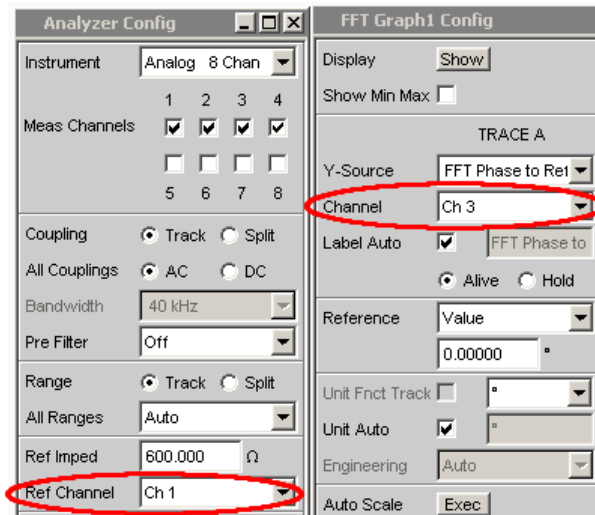 Analyzer Config
Instrument Analog 8 Chan
1 2 3 4
Meas Channels
5 6 7 8
Coupling Track Split
All Couplings AC DC
Bandwidth 40 kHz
Pre Filter Off
Range Track Split
All Ranges Auto
Ref Imped 600.000 Ω
Ref Channel Ch 1
FFT Graph1 Config
Display Show
Show Min Max
TRACE A
Y-Source FFT Phase to Ref
Channel Ch 3
Label Auto FFT Phase to
Alive Hold
Reference Value
0.00000 °
Unit Fnct Track °
Unit Auto °
Engineering Auto
Auto Scale Exec